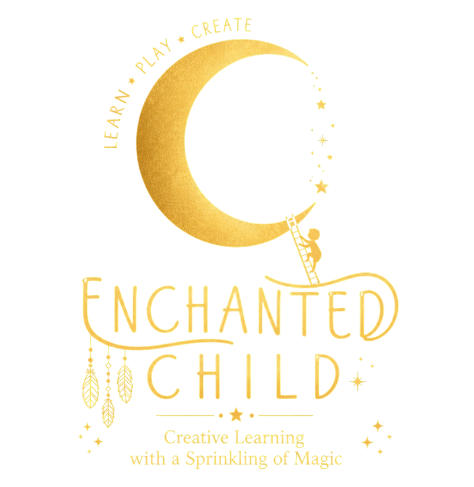 LEARN ★ PLAY ★ CREATE
ENCHANTED
CHILD
Creative Learning
with a Sprinkling of Magic